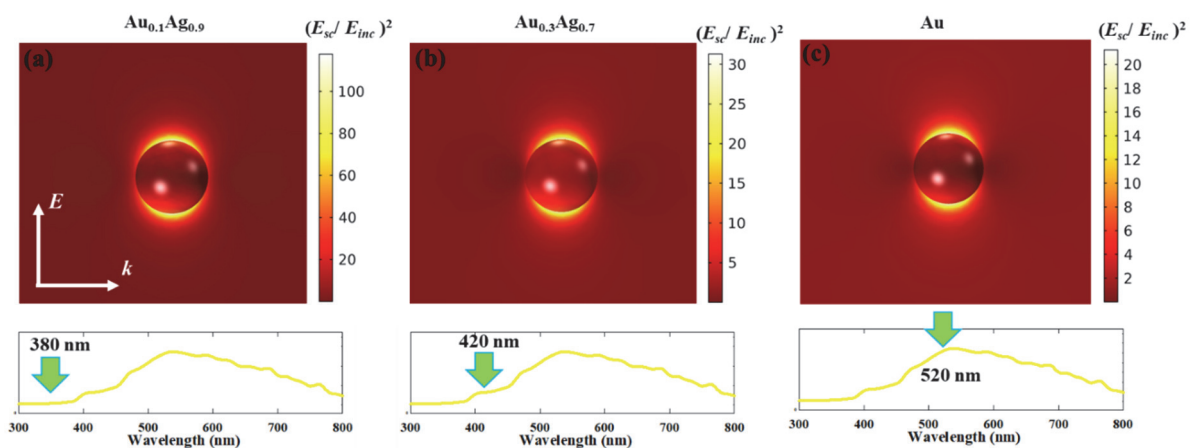 Au0.1Ag0.9
(Esc/ Einc )2
(a)
100
80
60
40
20
E
k
Au0.3Ag0.7
(Esc/ Einc )2
(b)
30
25
20
15
10
5
Au
(Esc/ Einc )2
(c)
20
18
16
14
12
10
8
6
4
2
380 nm
300 400 500 600 700 800
Wavelength (nm)
420 nm
300 400 500 600 700 800
Wavelength (nm)
520 nm
300 400 500 600 700 800
Wavelength (nm)